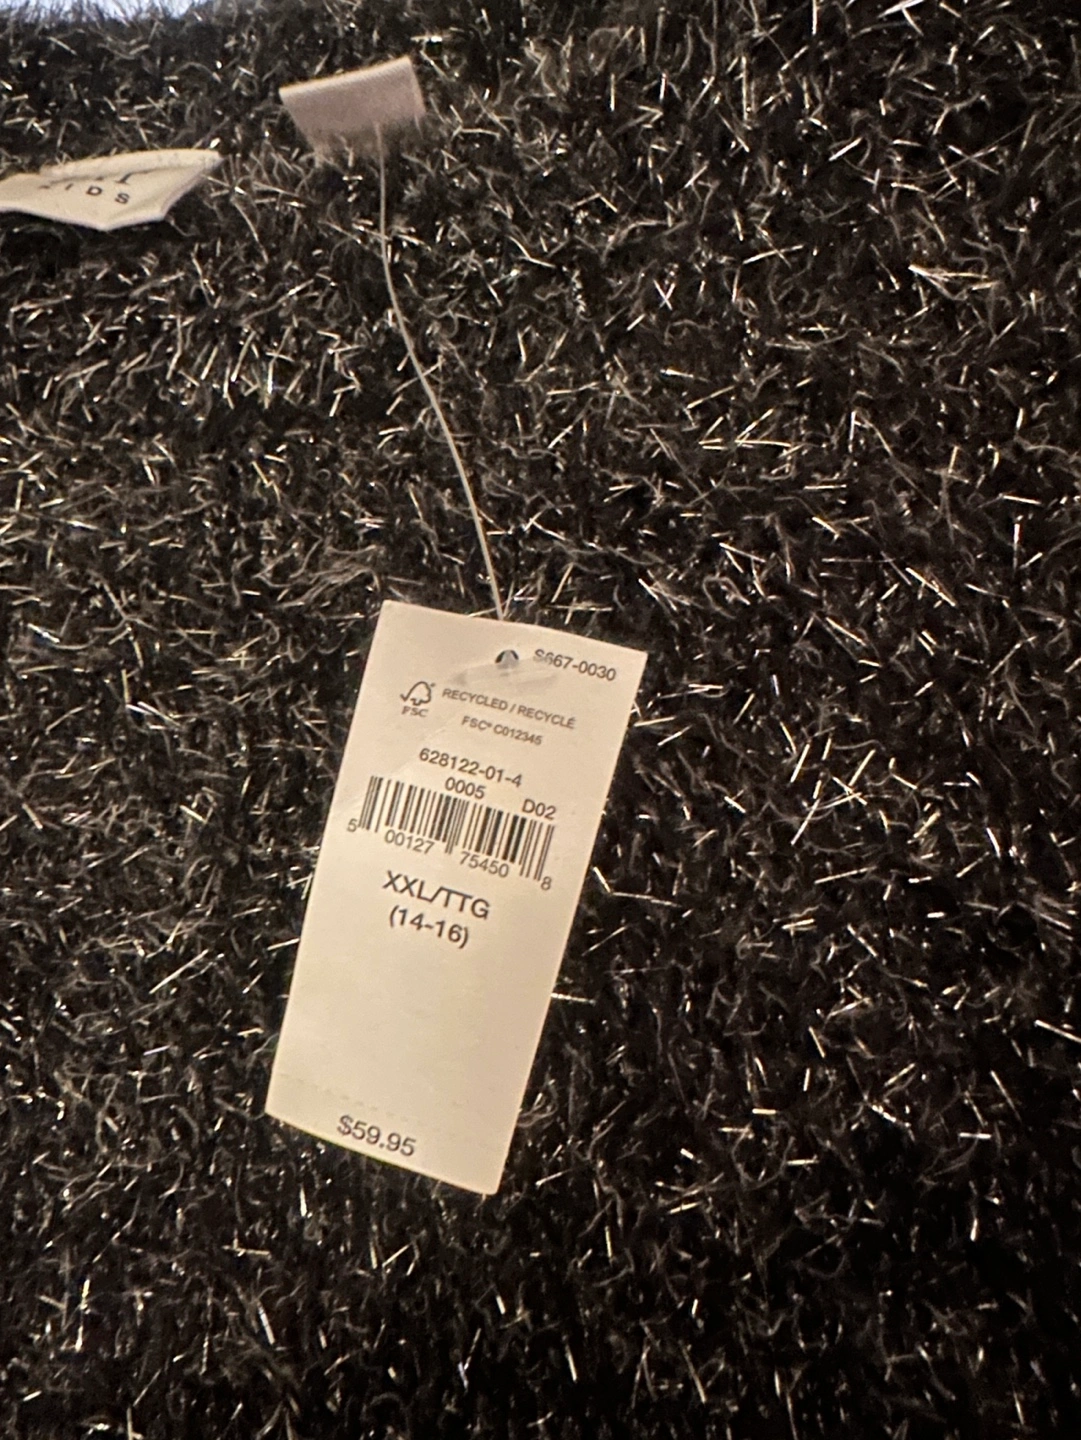 KIDS
S667-0030
FSC
RECYCLED / RECYCLÉ
FSC® C012345
628122-01-4
0005 D02
5 00127 75450 8
XXL/TTG
(14-16)
$59.95